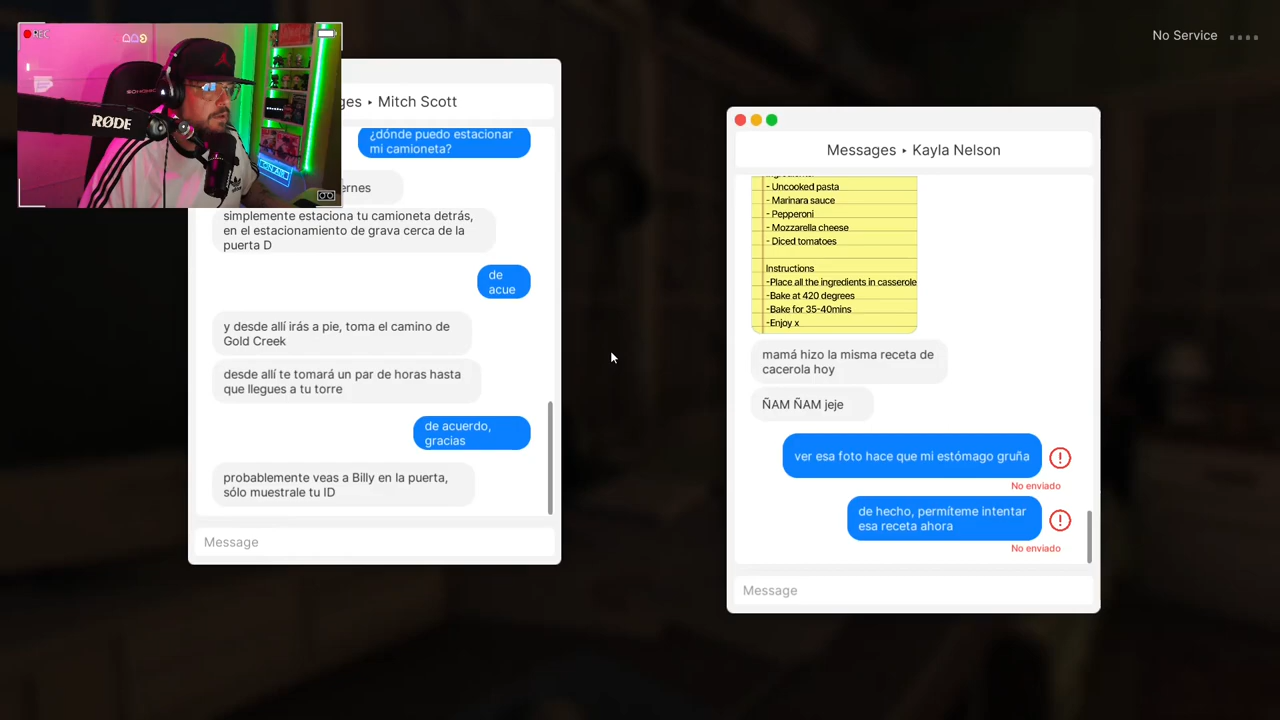 REC
No Service
RØDE
ON AIR
ges ▸ Mitch Scott
¿dónde puedo estacionar
mi camioneta?
simplemente estaciona tu camioneta detrás,
en el estacionamiento de grava cerca de la
puerta D
de
acue
y desde allí irás a pie, toma el camino de
Gold Creek
desde allí te tomará un par de horas hasta
que llegues a tu torre
de acuerdo,
gracias
probablemente veas a Billy en la puerta,
sólo muestrale tu ID
Message
Messages ▸ Kayla Nelson
- Uncooked pasta
- Marinara sauce
- Pepperoni
- Mozzarella cheese
- Diced tomatoes
Instructions
-Place all the ingredients in casserole
-Bake at 420 degrees
-Bake for 35-40mins
-Enjoy x
mamá hizo la misma receta de
cacerola hoy
ÑAM ÑAM jeje
ver esa foto hace que mi estómago gruña
No enviado
de hecho, permíteme intentar
esa receta ahora
No enviado
Message